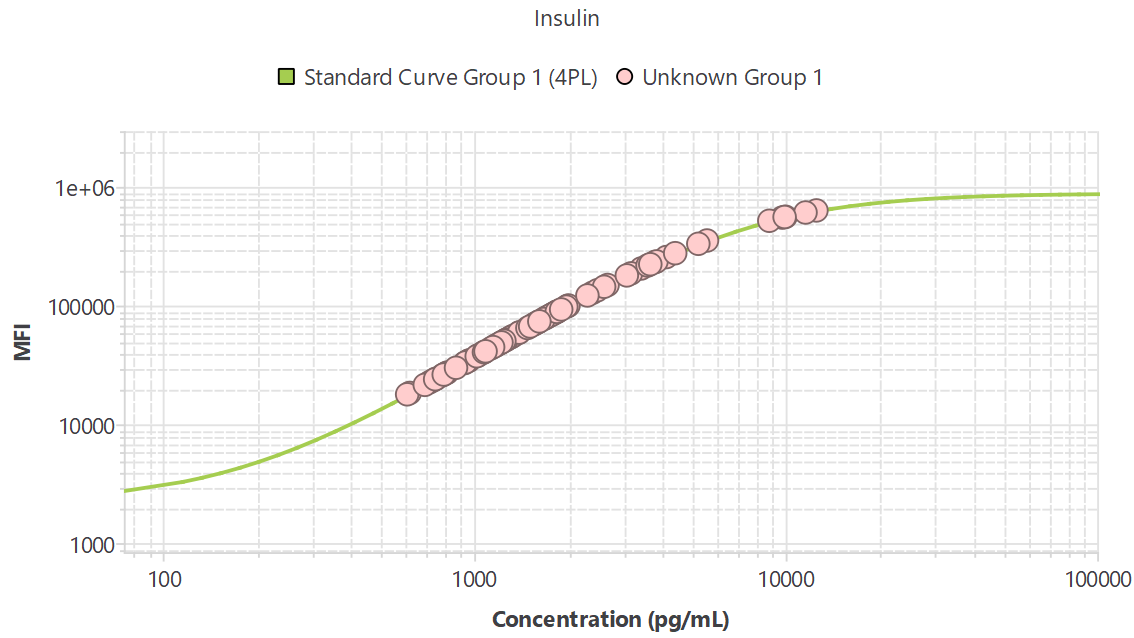 Insulin
Standard Curve Group 1 (4PL) Unknown Group 1
1e+06
100000
10000
1000
MFI
100 1000 10000 100000
Concentration (pg/mL)